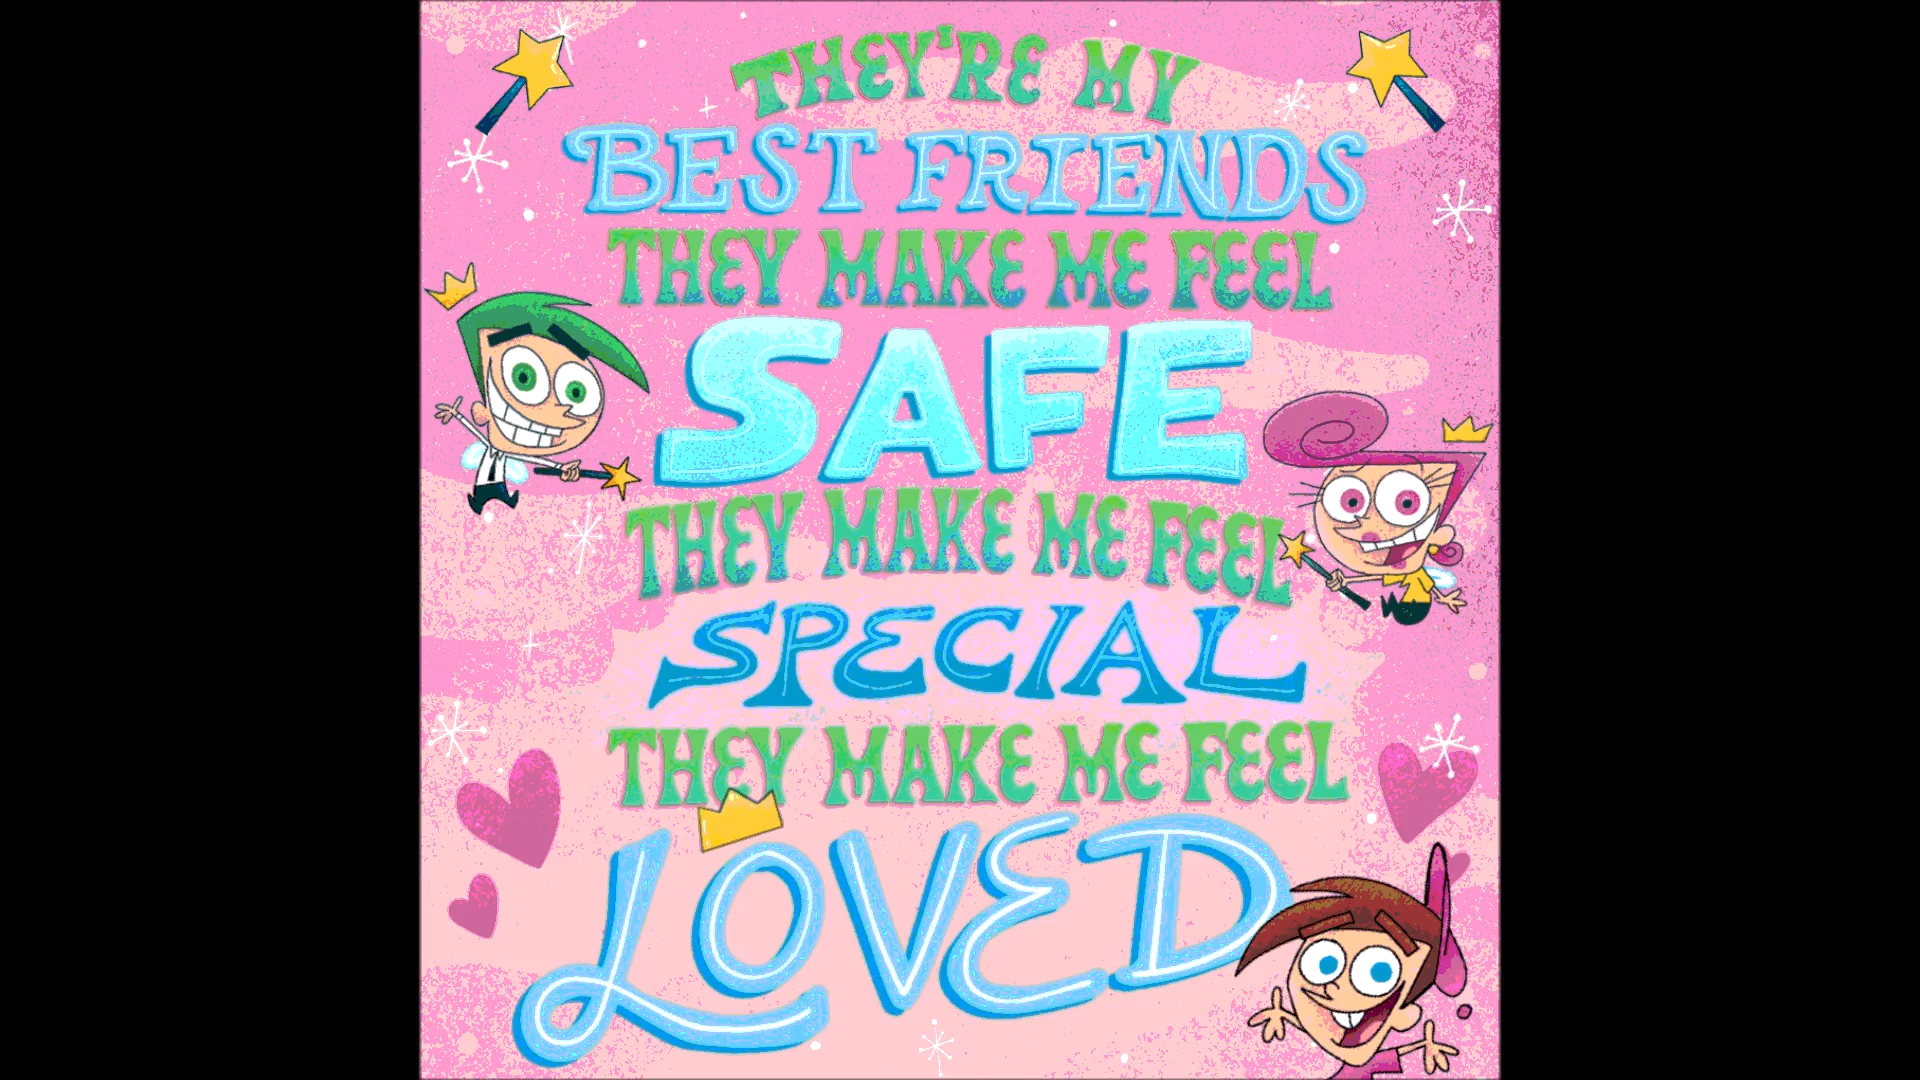 THEY'RE MY
BEST FRIENDS
THEY MAKE ME FEEL
SAFE
THEY MAKE ME FEEL
SPECIAL
THEY MAKE ME FEEL
LOVED